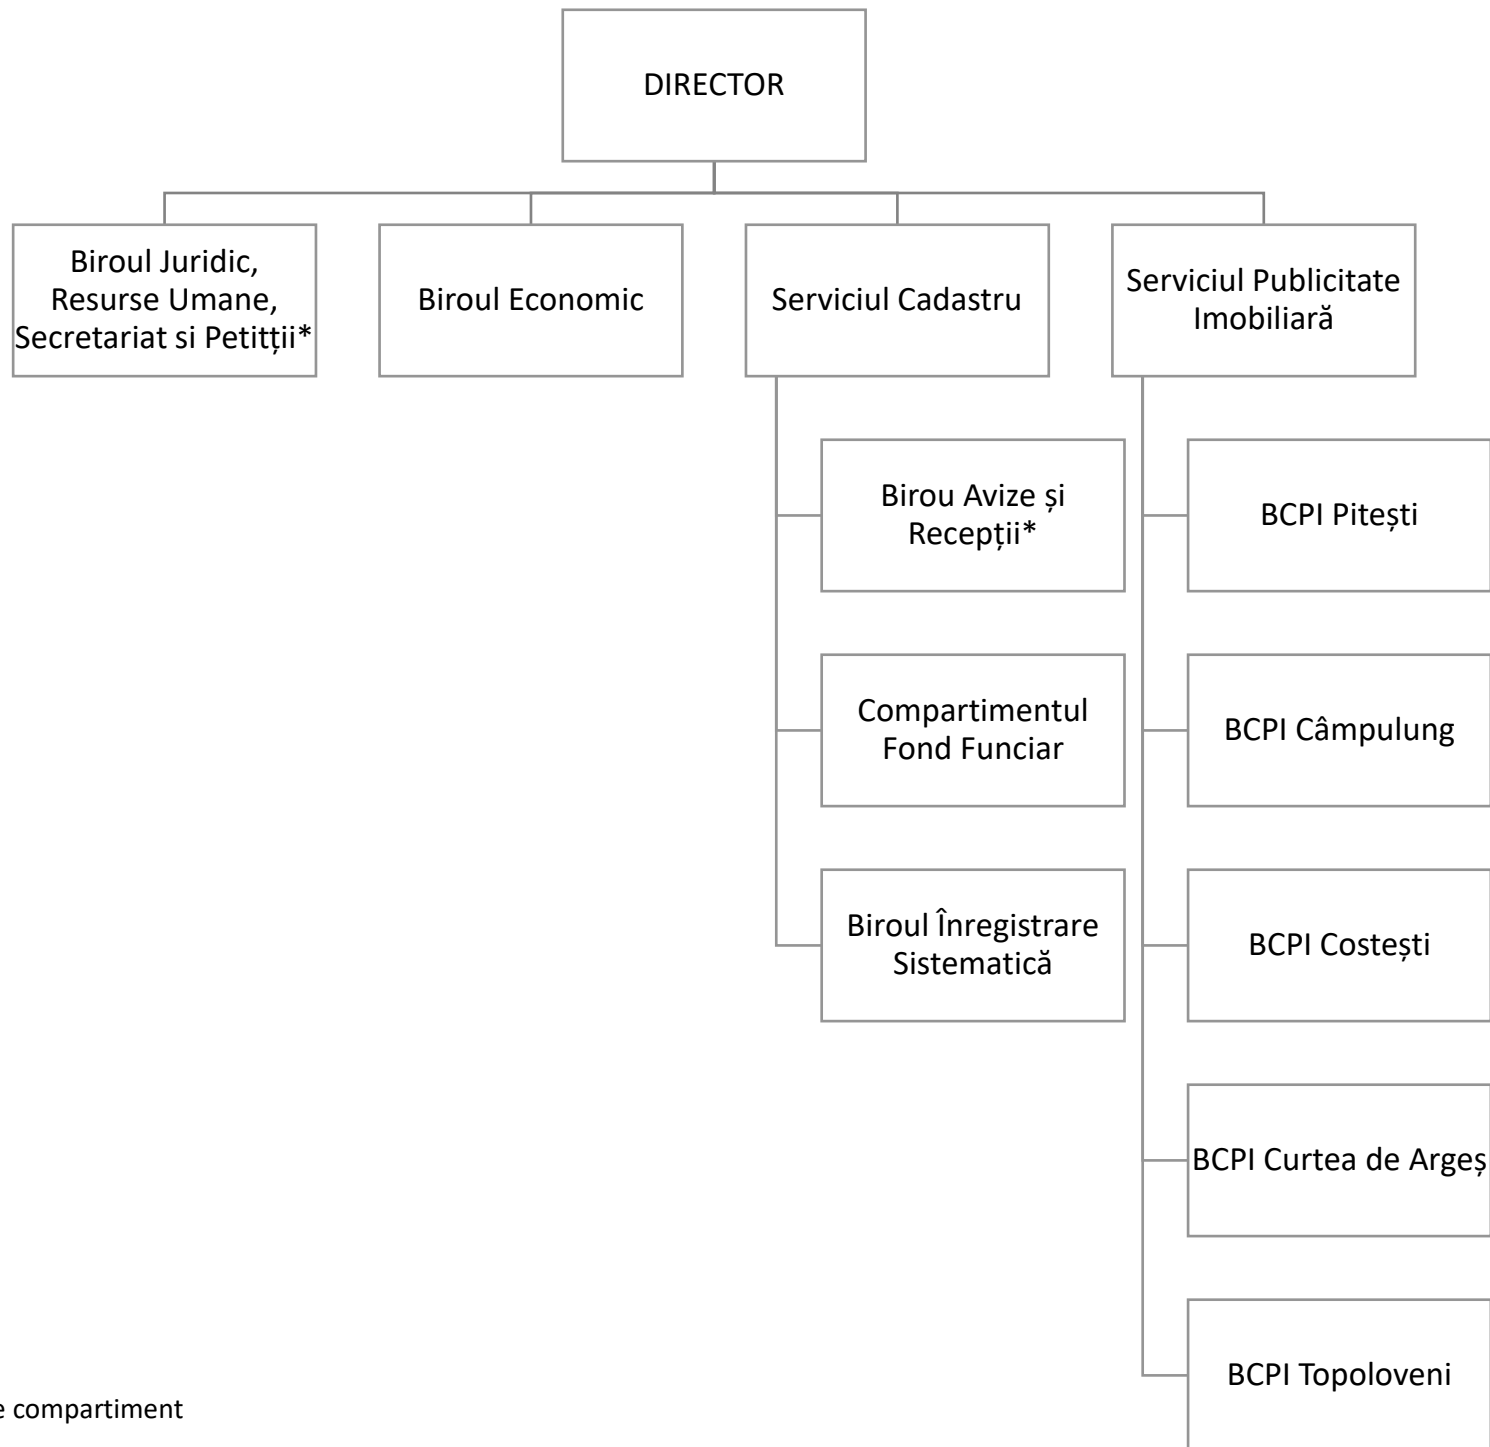 DIRECTOR
Biroul Juridic,
Resurse Umane,
Secretariat si Petitții*
Biroul Economic
Serviciul Cadastru
Serviciul Publicitate
Imobiliară
Birou Avize și
Recepții*
Compartimentul
Fond Funciar
Biroul Înregistrare
Sistematică
BCPI Pitești
BCPI Câmpulung
BCPI Costești
BCPI Curtea de Argeș
BCPI Topoloveni
compartiment